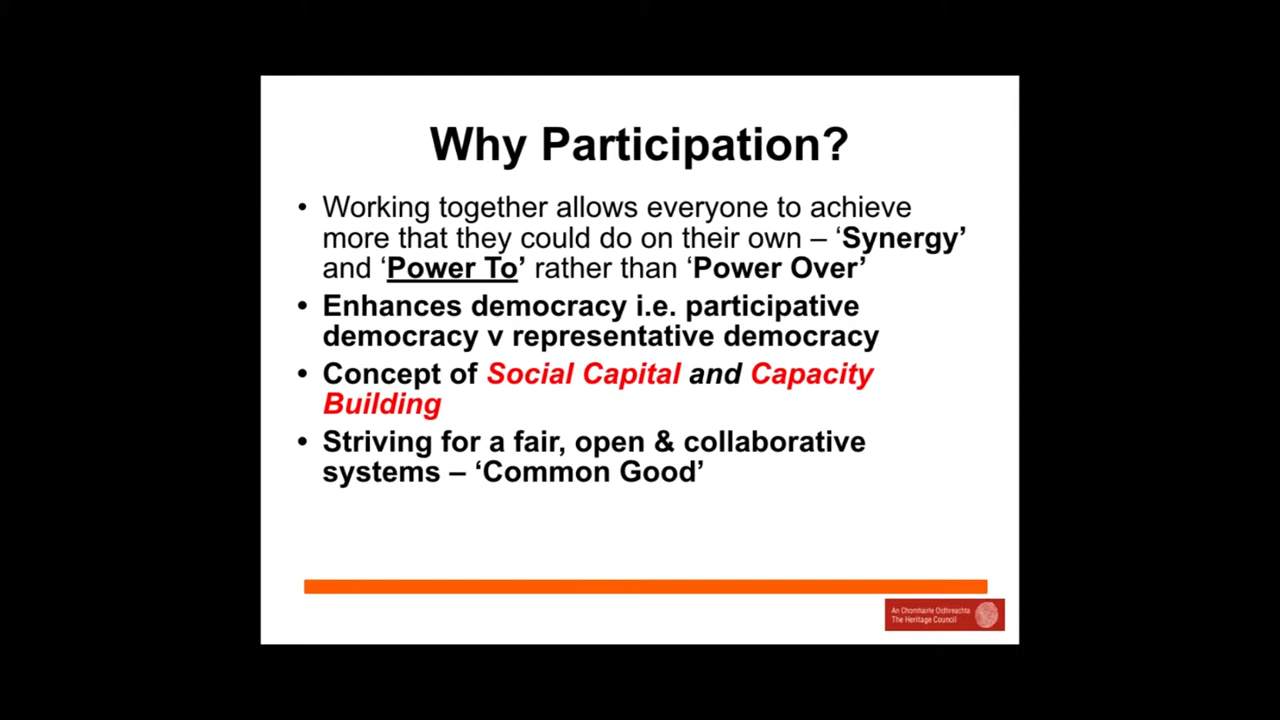 Why Participation?
• Working together allows everyone to achieve
more that they could do on their own – ‘Synergy’
and ‘Power To’ rather than ‘Power Over’
• Enhances democracy i.e. participative
democracy v representative democracy
• Concept of Social Capital and Capacity
Building
• Striving for a fair, open & collaborative
systems – ‘Common Good’
An Chomhairle Oidhreachta
The Heritage Council